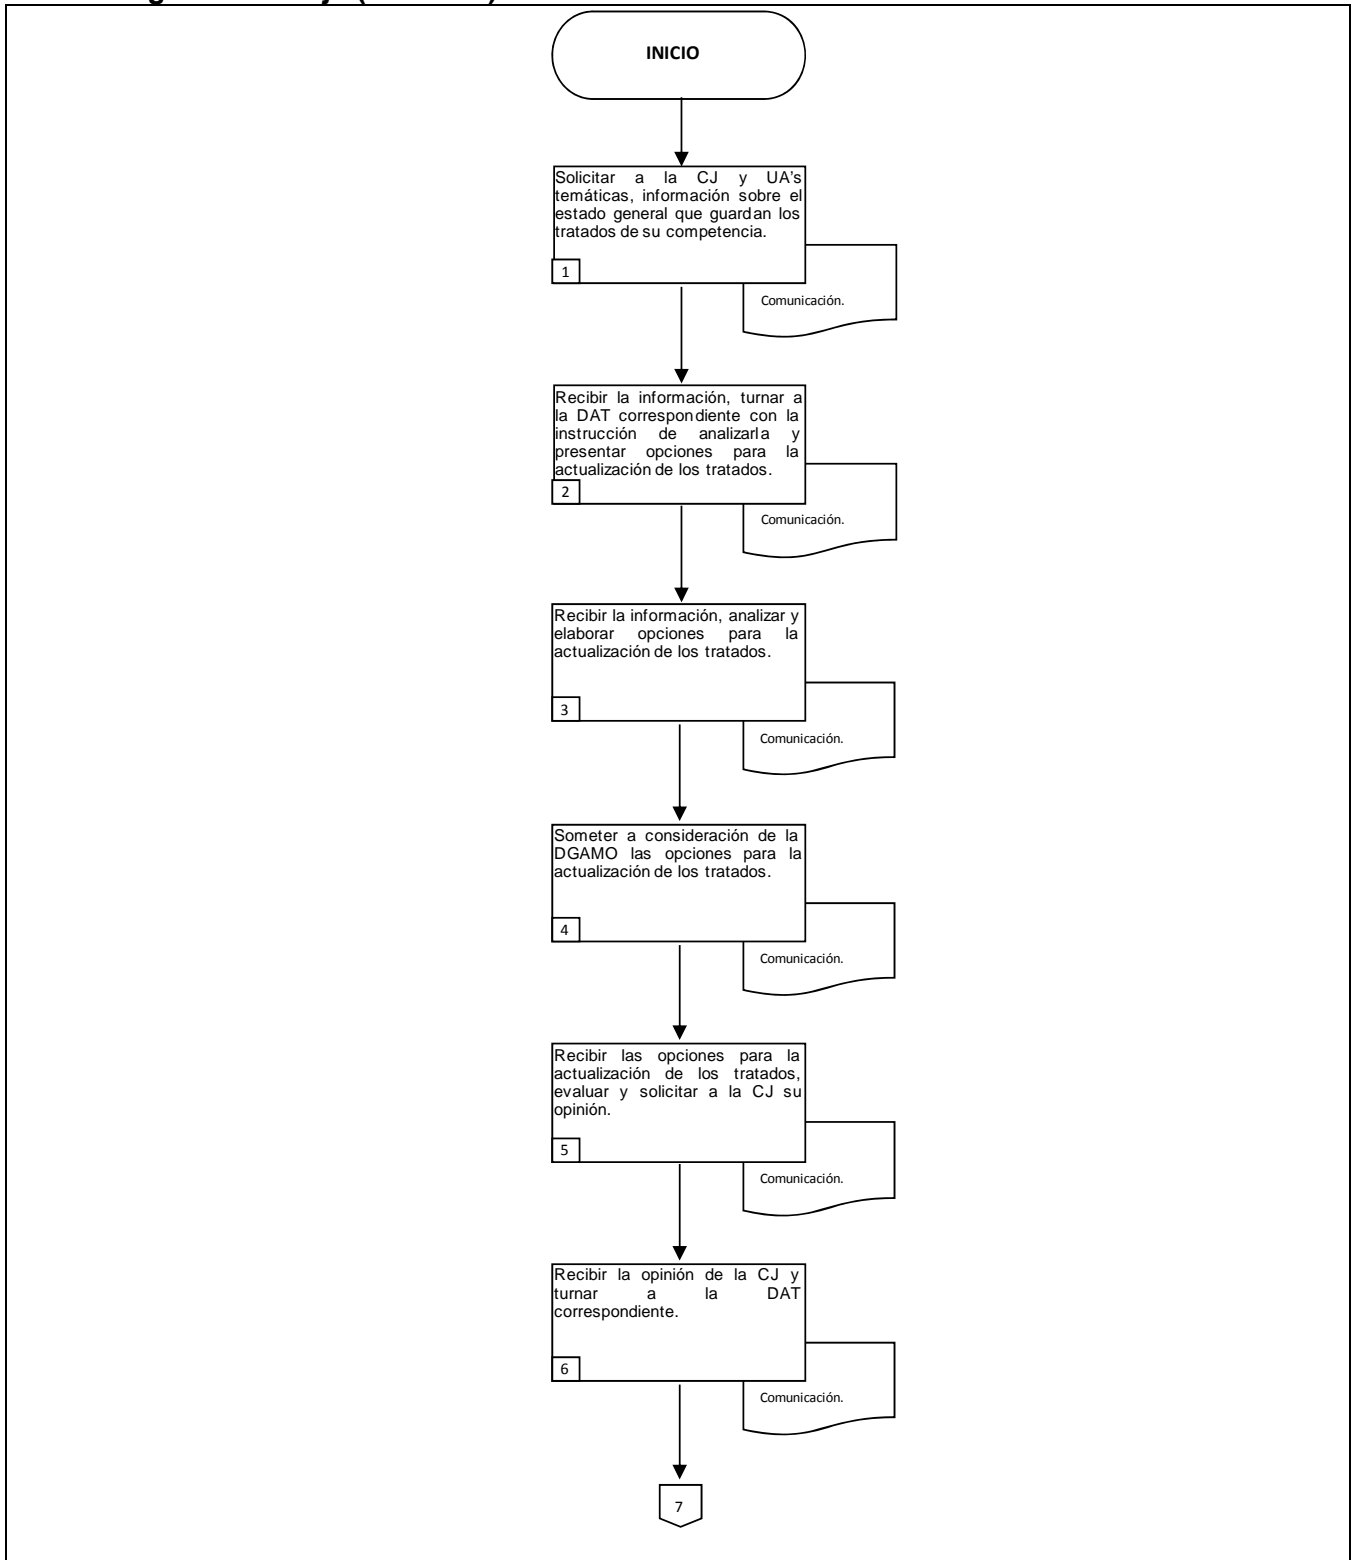 INICIO
Solicitar a la CJ y UA's
temáticas, información sobre el
estado general que guardan los
tratados de su competencia.
1
Comunicación.
Recibir la información, turnar a
la DAT correspondiente con la
instrucción de analizarla y
presentar opciones para la
actualización de los tratados.
2
Comunicación.
Recibir la información, analizar y
elaborar opciones para la
actualización de los tratados.
3
Comunicación.
Someter a consideración de la
DGAMO las opciones para la
actualización de los tratados.
4
Comunicación.
Recibir las opciones para la
actualización de los tratados,
evaluar y solicitar a la CJ su
opinión.
5
Comunicación.
Recibir la opinión de la CJ y
turnar a la DAT
correspondiente.
6
Comunicación.
7